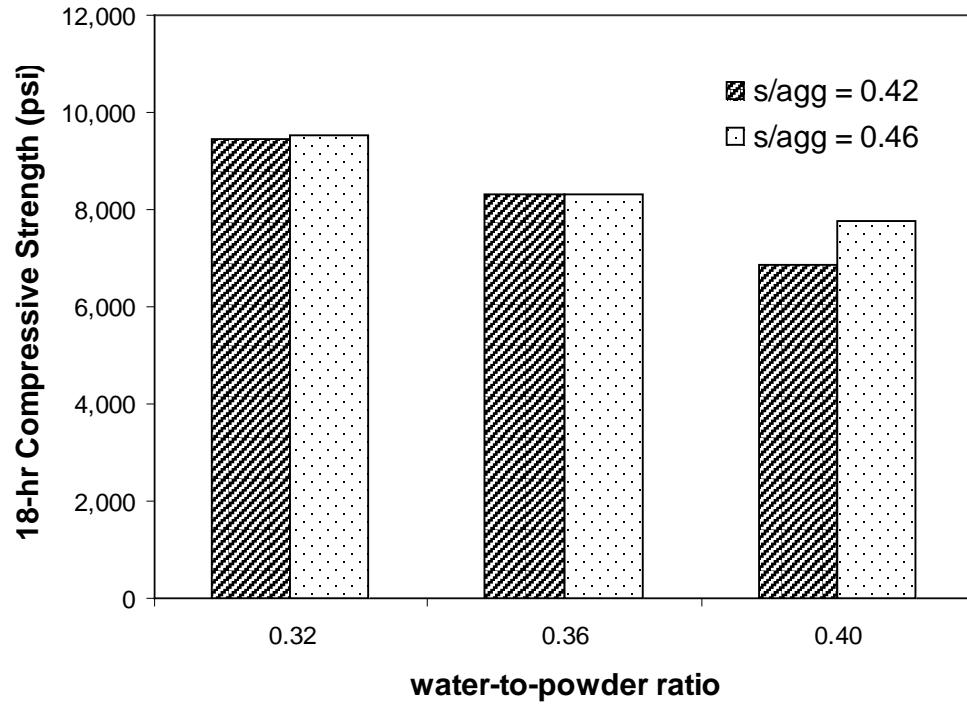 12,000
10,000
8,000
6,000
4,000
2,000
0
18-hr Compressive Strength (psi)
s/agg = 0.42
s/agg = 0.46
0.32 0.36 0.40
water-to-powder ratio